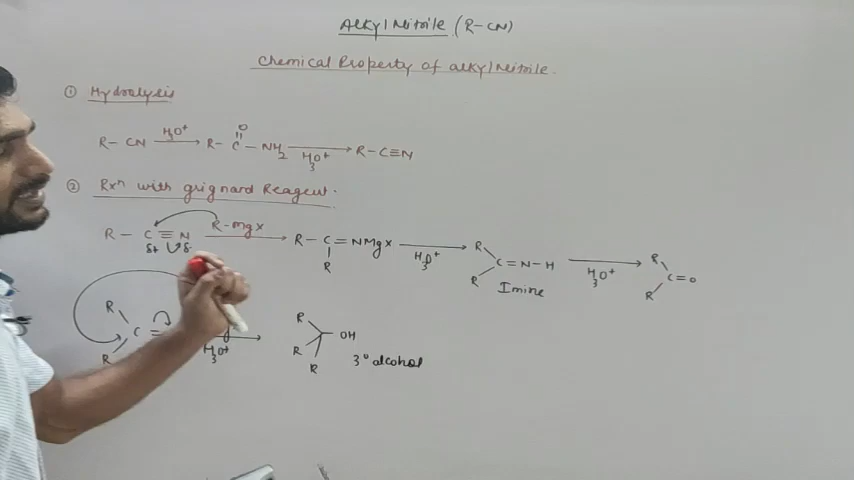 Alkyl Nitrile (R-CN)
Chemical Property of alkyl Nitrile.
① Hydrolysis
R-CN H3O+ → R-C(=O)-NH2 H3O+ → R-C≡N
② Rxn with grignard Reagent.
R-C≡N R-MgX → R-C=NMgX H3O+ → R C=N-H H3O+ → R C=O
δ+ δ- R R R
Imine
R C= → R OH
R H3O+ R R 3° alcohol